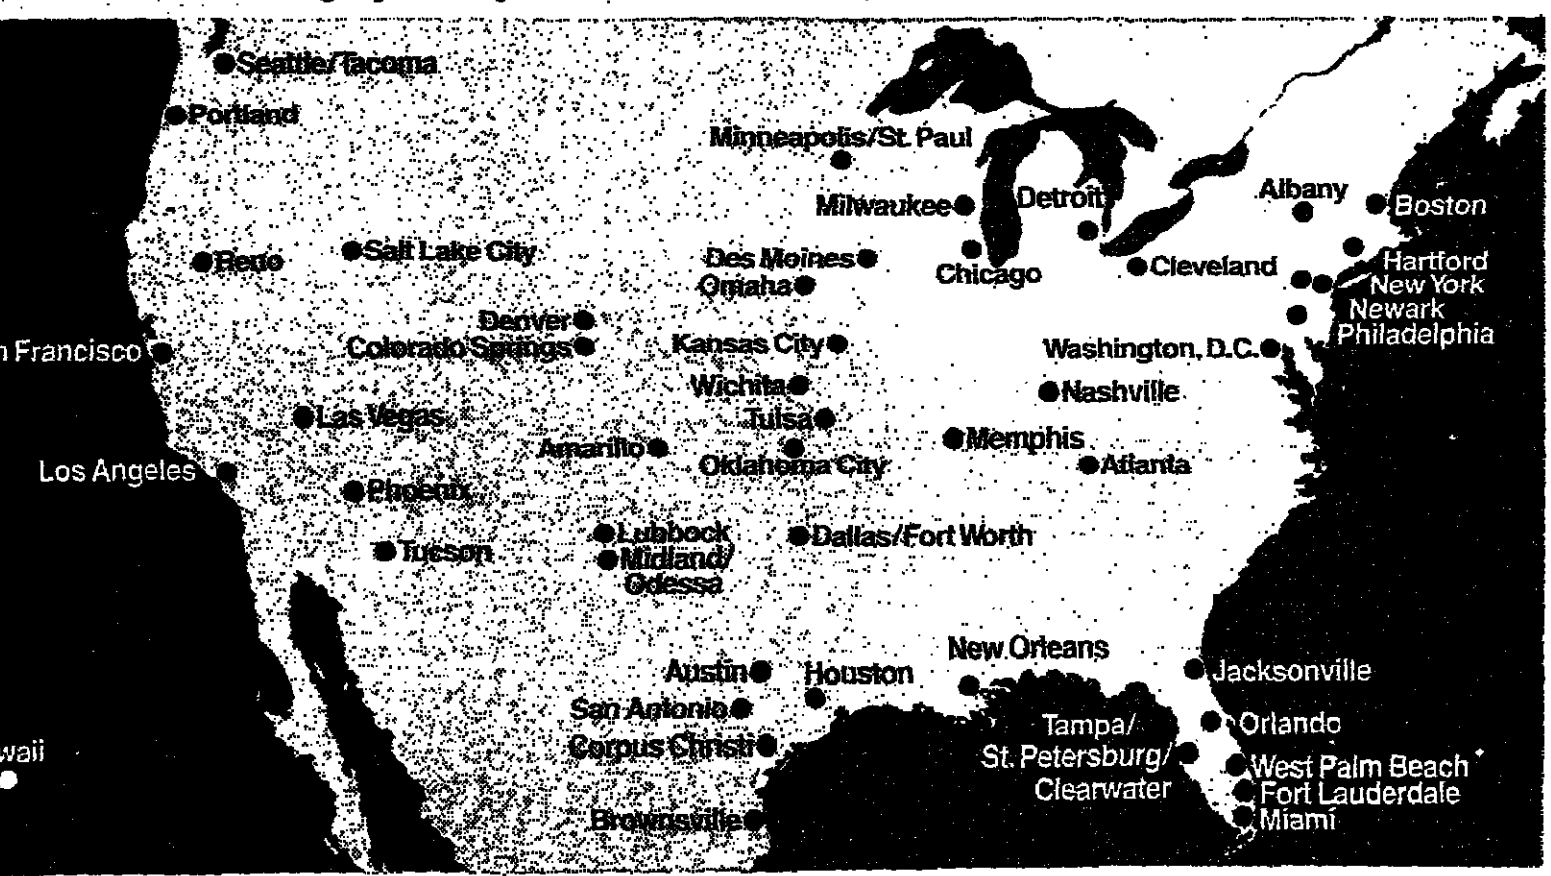 Seattle/Tacoma
Portland
Minneapolis/St. Paul
Milwaukee
Detroit
Albany
Boston
Reno
Salt Lake City
Des Moines
Omaha
Chicago
Cleveland
Hartford
New York
Newark
Philadelphia
Denver
Colorado Springs
Kansas City
Washington, D.C.
n Francisco
Wichita
Nashville
Las Vegas
Tulsa
Amarillo
Oklahoma City
Memphis
Atlanta
Los Angeles
Phoenix
Tucson
Lubbock
Midland/
Odessa
Dallas/Fort Worth
New Orleans
Austin
Houston
Jacksonville
San Antonio
Corpus Christi
Tampa/
St. Petersburg/
Clearwater
Orlando
waii
West Palm Beach
Fort Lauderdale
Miami
Brownsville